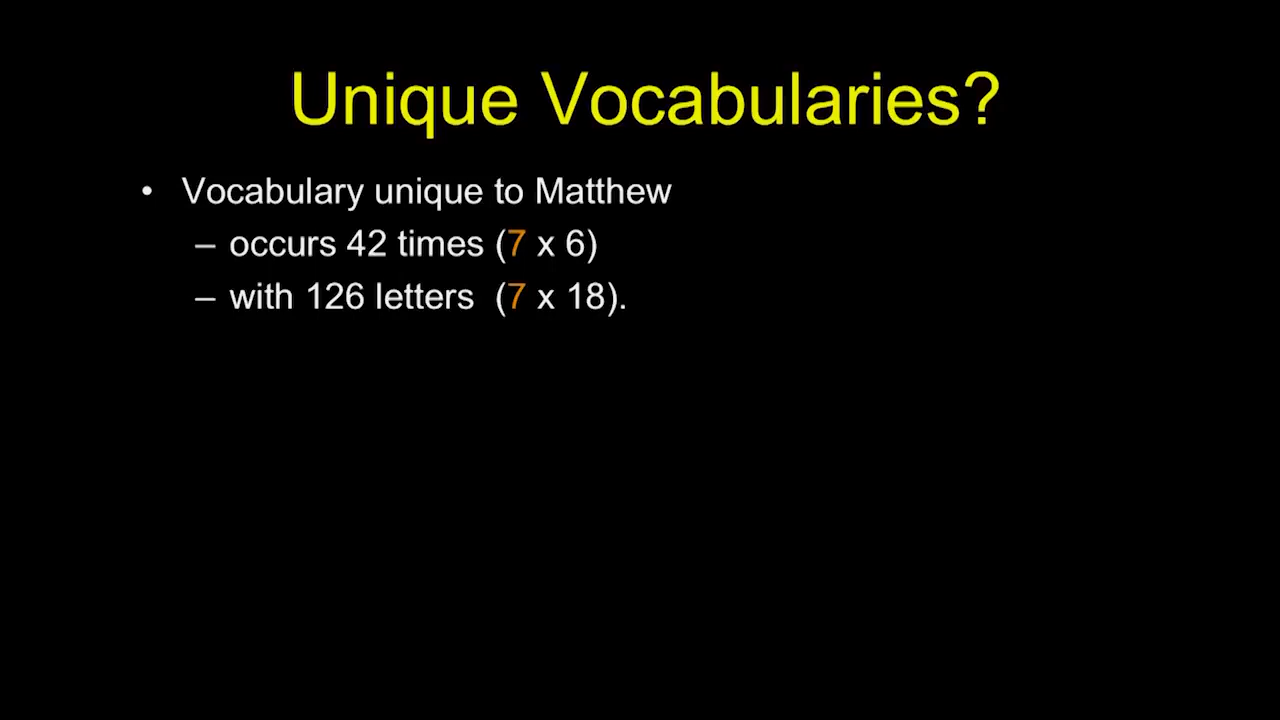 Unique Vocabularies?
• Vocabulary unique to Matthew
– occurs 42 times (7 x 6)
– with 126 letters (7 x 18).